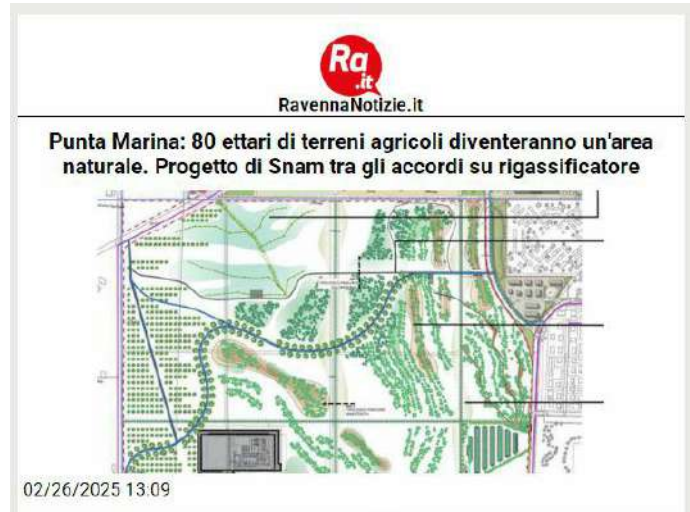 Ra
.it
RavennaNotizie.it
Punta Marina: 80 ettari di terreni agricoli diventeranno un'area
naturale. Progetto di Snam tra gli accordi su rigassificatore
02/26/2025 13:09